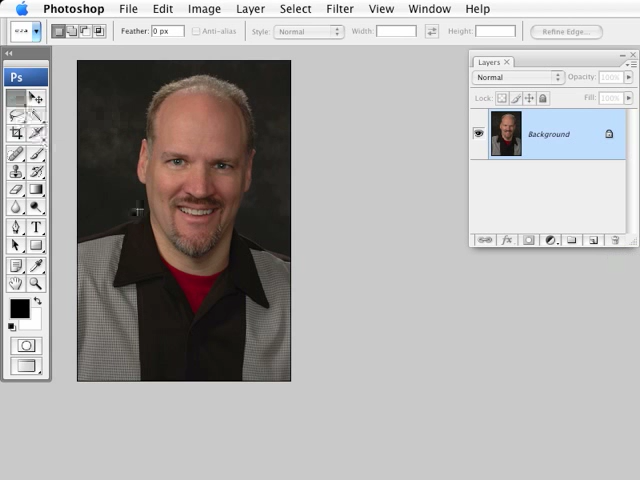 Photoshop File Edit Image Layer Select Filter View Window Help
Feather: 0 px Anti-alias Style: Normal Width: Height: Refine Edge...
Ps
Layers
Normal Opacity: 100%
Lock: Fill: 100%
Background
T
fx